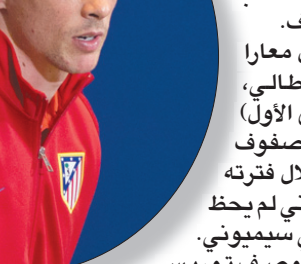 ف.
معارا
طالي،
الأول)
صفوف
لال فترته
تي لم يحظ
سيميوني.